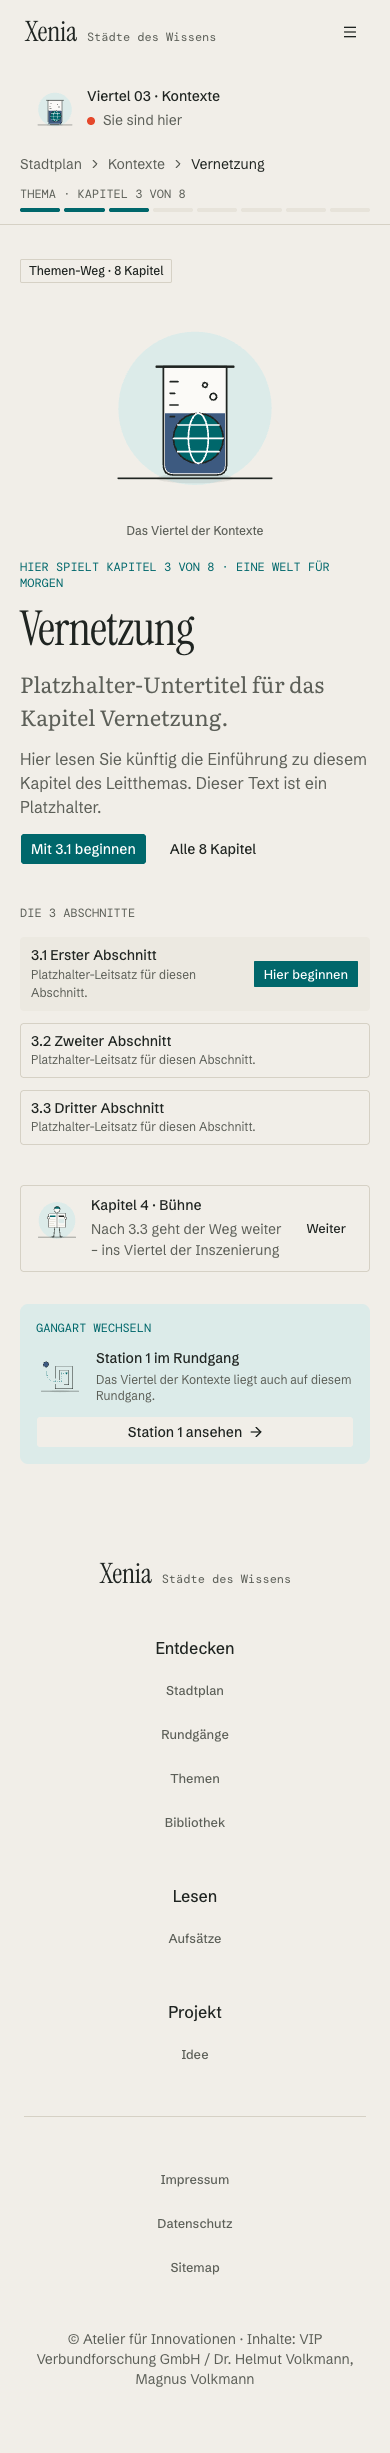 Xenia Städte des Wissens
Viertel 03 · Kontexte
Sie sind hier
Stadtplan > Kontexte > Vernetzung
THEMA · KAPITEL 3 VON 8
Themen-Weg · 8 Kapitel
Das Viertel der Kontexte
HIER SPIELT KAPITEL 3 VON 8 · EINE WELT FÜR
MORGEN
Vernetzung
Platzhalter-Untertitel für das
Kapitel Vernetzung.
Hier lesen Sie künftig die Einführung zu diesem
Kapitel des Leitthemas. Dieser Text ist ein
Platzhalter.
Mit 3.1 beginnen Alle 8 Kapitel
DIE 3 ABSCHNITTE
3.1 Erster Abschnitt
Platzhalter-Leitsatz für diesen
Abschnitt.
Hier beginnen
3.2 Zweiter Abschnitt
Platzhalter-Leitsatz für diesen Abschnitt.
3.3 Dritter Abschnitt
Platzhalter-Leitsatz für diesen Abschnitt.
Kapitel 4 · Bühne
Nach 3.3 geht der Weg weiter
– ins Viertel der Inszenierung
Weiter
GANGART WECHSELN
Station 1 im Rundgang
Das Viertel der Kontexte liegt auch auf diesem
Rundgang.
Station 1 ansehen →
Xenia Städte des Wissens
Entdecken
Stadtplan
Rundgänge
Themen
Bibliothek
Lesen
Aufsätze
Projekt
Idee
Impressum
Datenschutz
Sitemap
© Atelier für Innovationen · Inhalte: VIP
Verbundforschung GmbH / Dr. Helmut Volkmann,
Magnus Volkmann